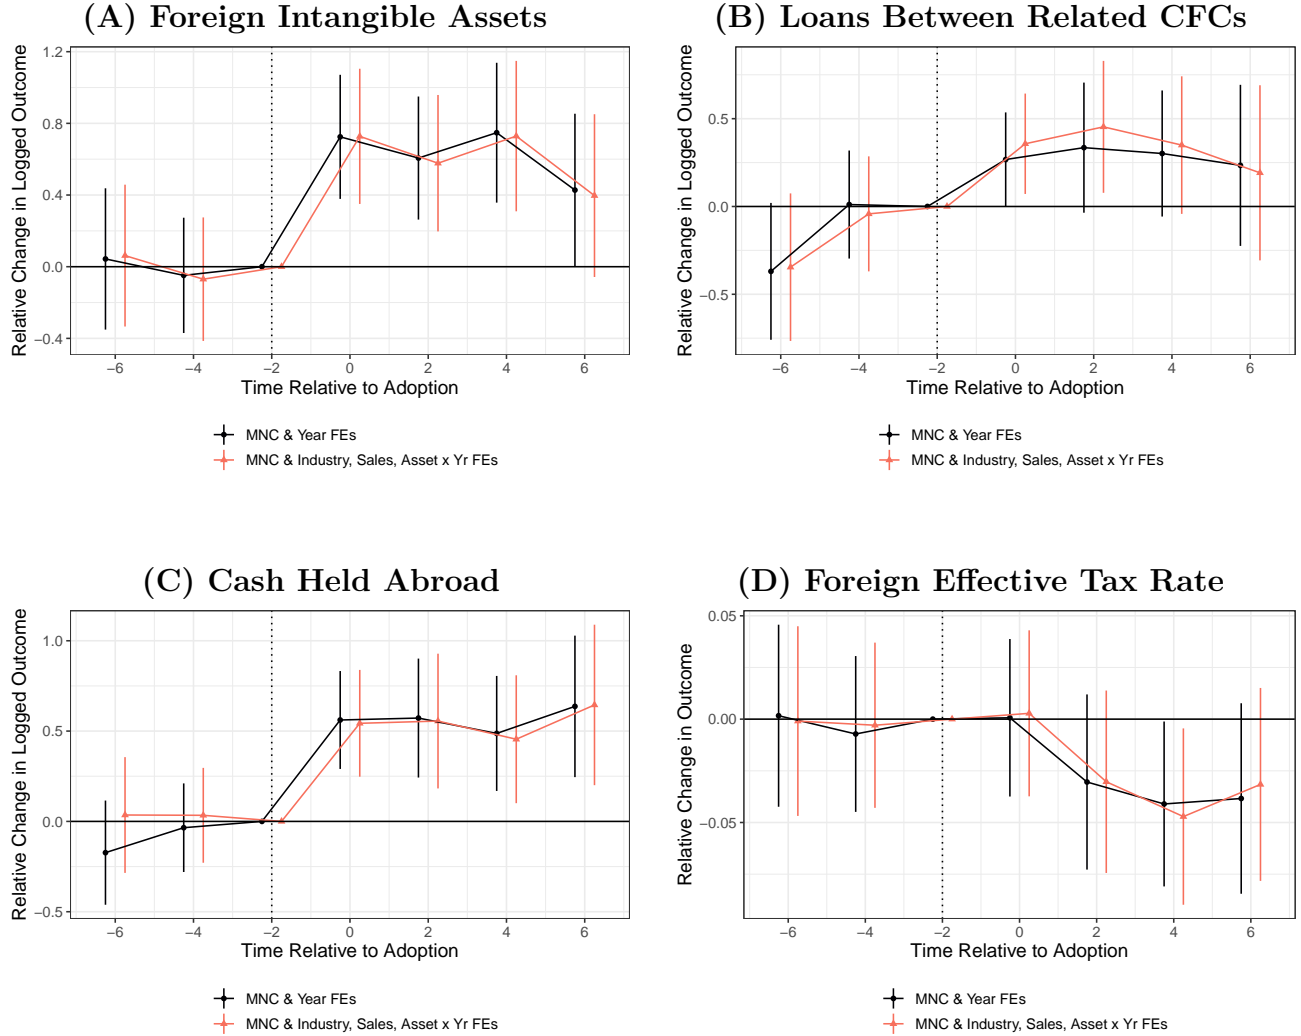 (A) Foreign Intangible Assets
Relative Change in Logged Outcome
1.2
0.8
0.4
0.0
−0.4
−6 −4 −2 0 2 4 6
Time Relative to Adoption
MNC & Year FEs
MNC & Industry, Sales, Asset x Yr FEs
(B) Loans Between Related CFCs
Relative Change in Logged Outcome
0.5
0.0
−0.5
−6 −4 −2 0 2 4 6
Time Relative to Adoption
MNC & Year FEs
MNC & Industry, Sales, Asset x Yr FEs
(C) Cash Held Abroad
Relative Change in Logged Outcome
1.0
0.5
0.0
−0.5
−6 −4 −2 0 2 4 6
Time Relative to Adoption
MNC & Year FEs
MNC & Industry, Sales, Asset x Yr FEs
(D) Foreign Effective Tax Rate
Relative Change in Outcome
0.05
0.00
−0.05
−6 −4 −2 0 2 4 6
Time Relative to Adoption
MNC & Year FEs
MNC & Industry, Sales, Asset x Yr FEs